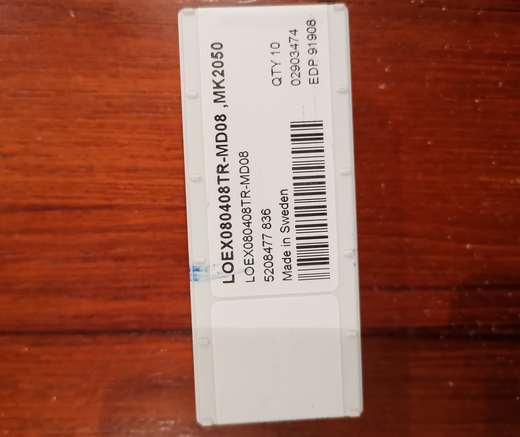 LOEX080408TR-MD08 ,MK2050
LOEX080408TR-MD08
5208477 836
Made in Sweden
QTY 10
02903474
EDP 91908